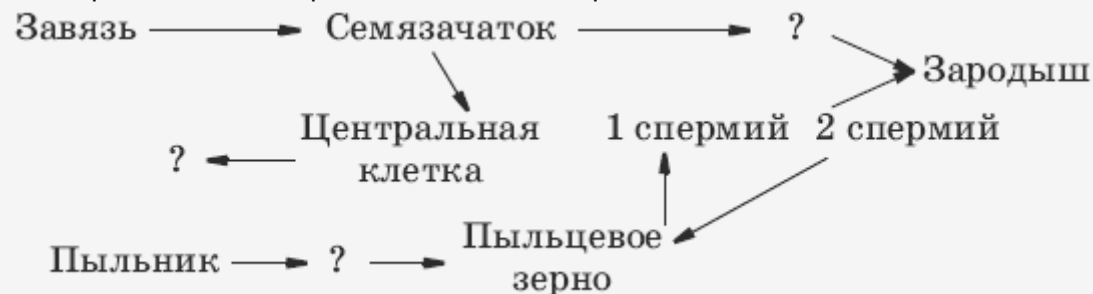 Завязь Семязачаток ?
Зародыш
Центральная 1 спермий 2 спермий
? клетка
Пыльцевое
Пыльник ? зерно